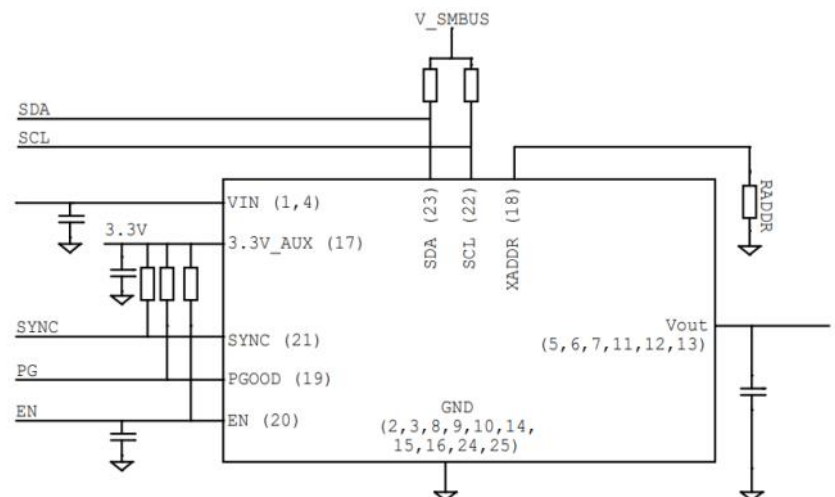 V_SMBUS
SDA
SCL
VIN (1,4)
3.3V
3.3V_AUX (17)
SDA (23)
SCL (22)
XADDR (18)
RADDR
SYNC
SYNC (21)
PG
PGOOD (19)
EN
EN (20)
Vout
(5,6,7,11,12,13)
GND
(2,3,8,9,10,14,
15,16,24,25)